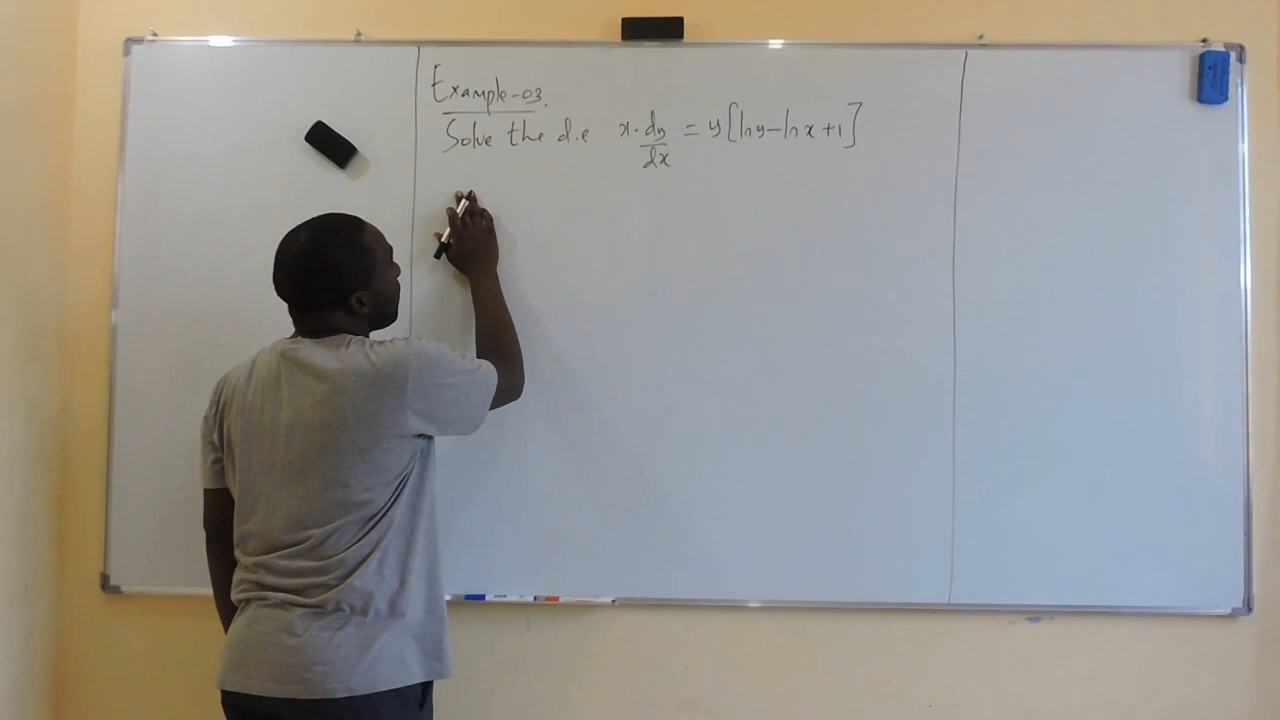 Example-03.
Solve the d.e x·dy/dx = y[lny-lnx+1]